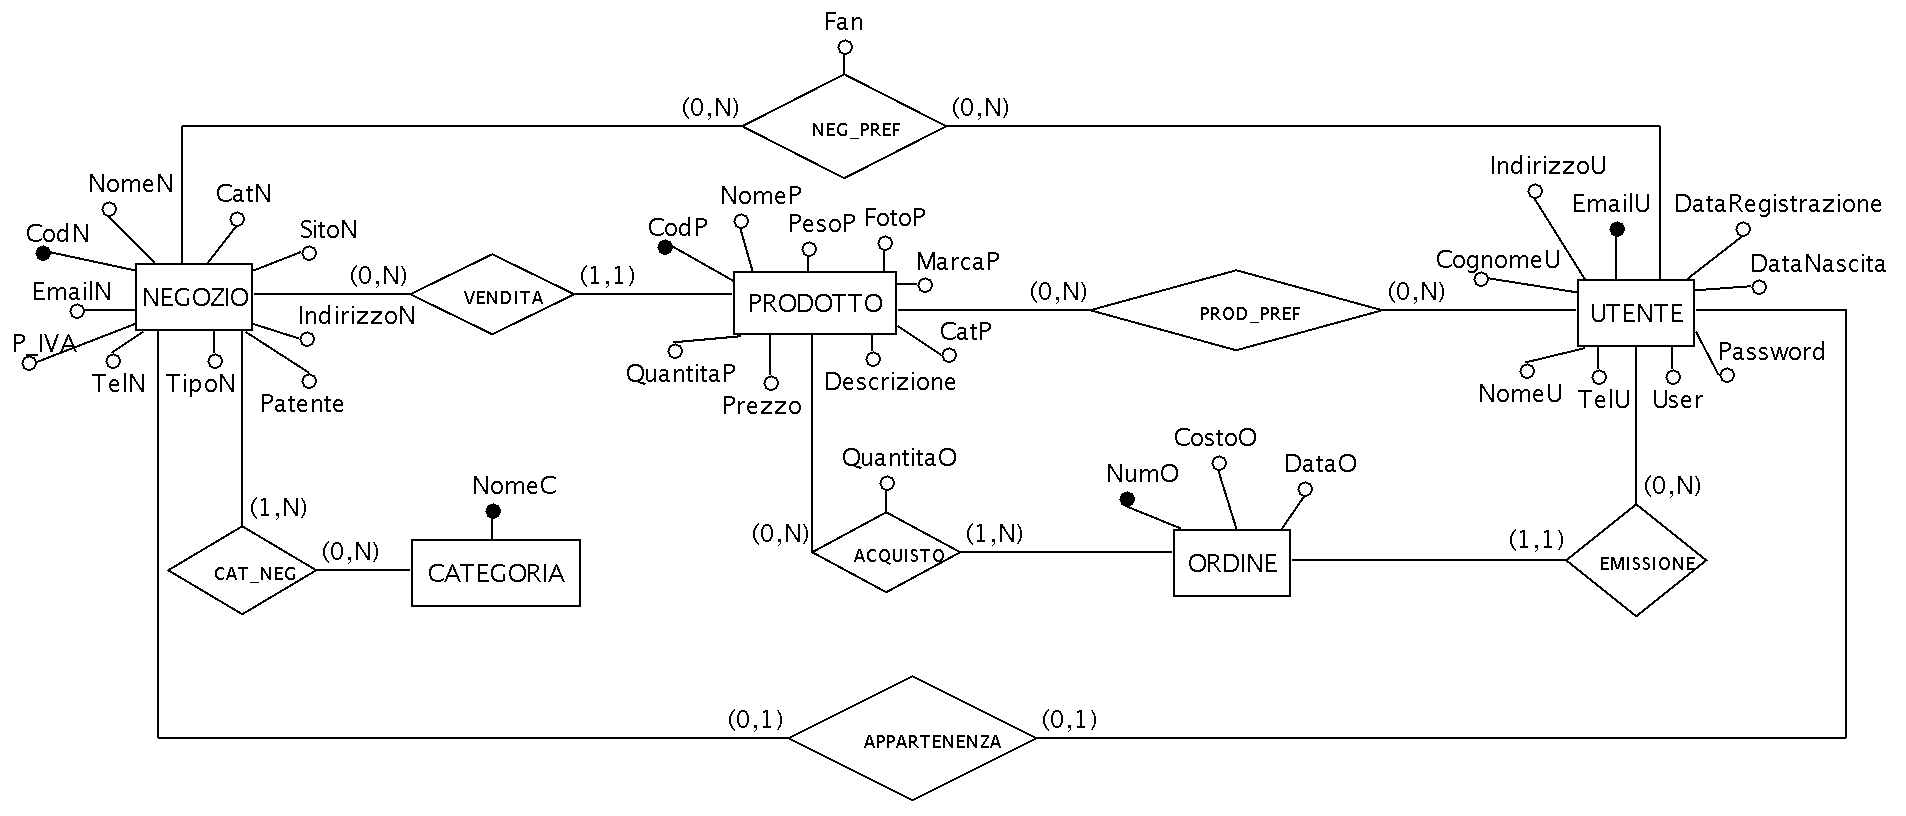 Fan
(0,N)
(0,N)
NEG_PREF
NomeN
CatN
CodN
SitoN
EmailN
NEGOZIO
IndirizzoN
P_IVA
TelN
TipoN
Patente
(0,N)
VENDITA
(1,1)
NomeP
CodP
PesoP
FotoP
MarcaP
PRODOTTO
CatP
QuantitaP
Prezzo
Descrizione
(0,N)
PROD_PREF
(0,N)
IndirizzoU
EmailU
DataRegistrazione
CognomeU
DataNascita
UTENTE
Password
NomeU
TelU
User
(1,N)
CAT_NEG
(0,N)
NomeC
CATEGORIA
QuantitaO
(0,N)
ACQUISTO
(1,N)
NumO
CostoO
DataO
ORDINE
(1,1)
(0,N)
EMISSIONE
(0,1)
APPARTENENZA
(0,1)